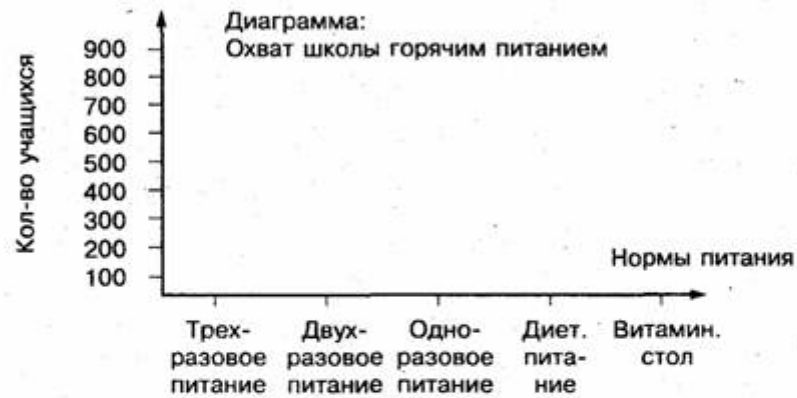 Диаграмма:
Охват школы горячим питанием
Кол-во учащихся
900
800
700
600
500
400
300
200
100
Нормы питания
Трех-
разовое
питание
Двух-
разовое
питание
Одно-
разовое
питание
Диет.
пита-
ние
Витамин.
стол